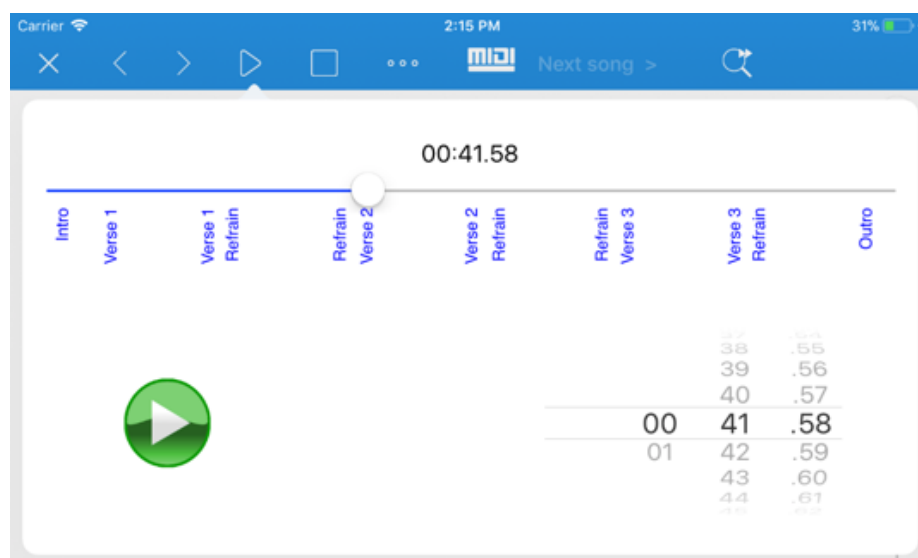 Carrier 2:15 PM 31%
MIDI Next song >
00:41.58
Intro
Verse 1
Verse 1
Refrain
Refrain
Verse 2
Verse 2
Refrain
Refrain
Verse 3
Verse 3
Refrain
Outro
38 .55
39 .56
40 .57
00 41 .58
01 42 .59
43 .60
44 .61